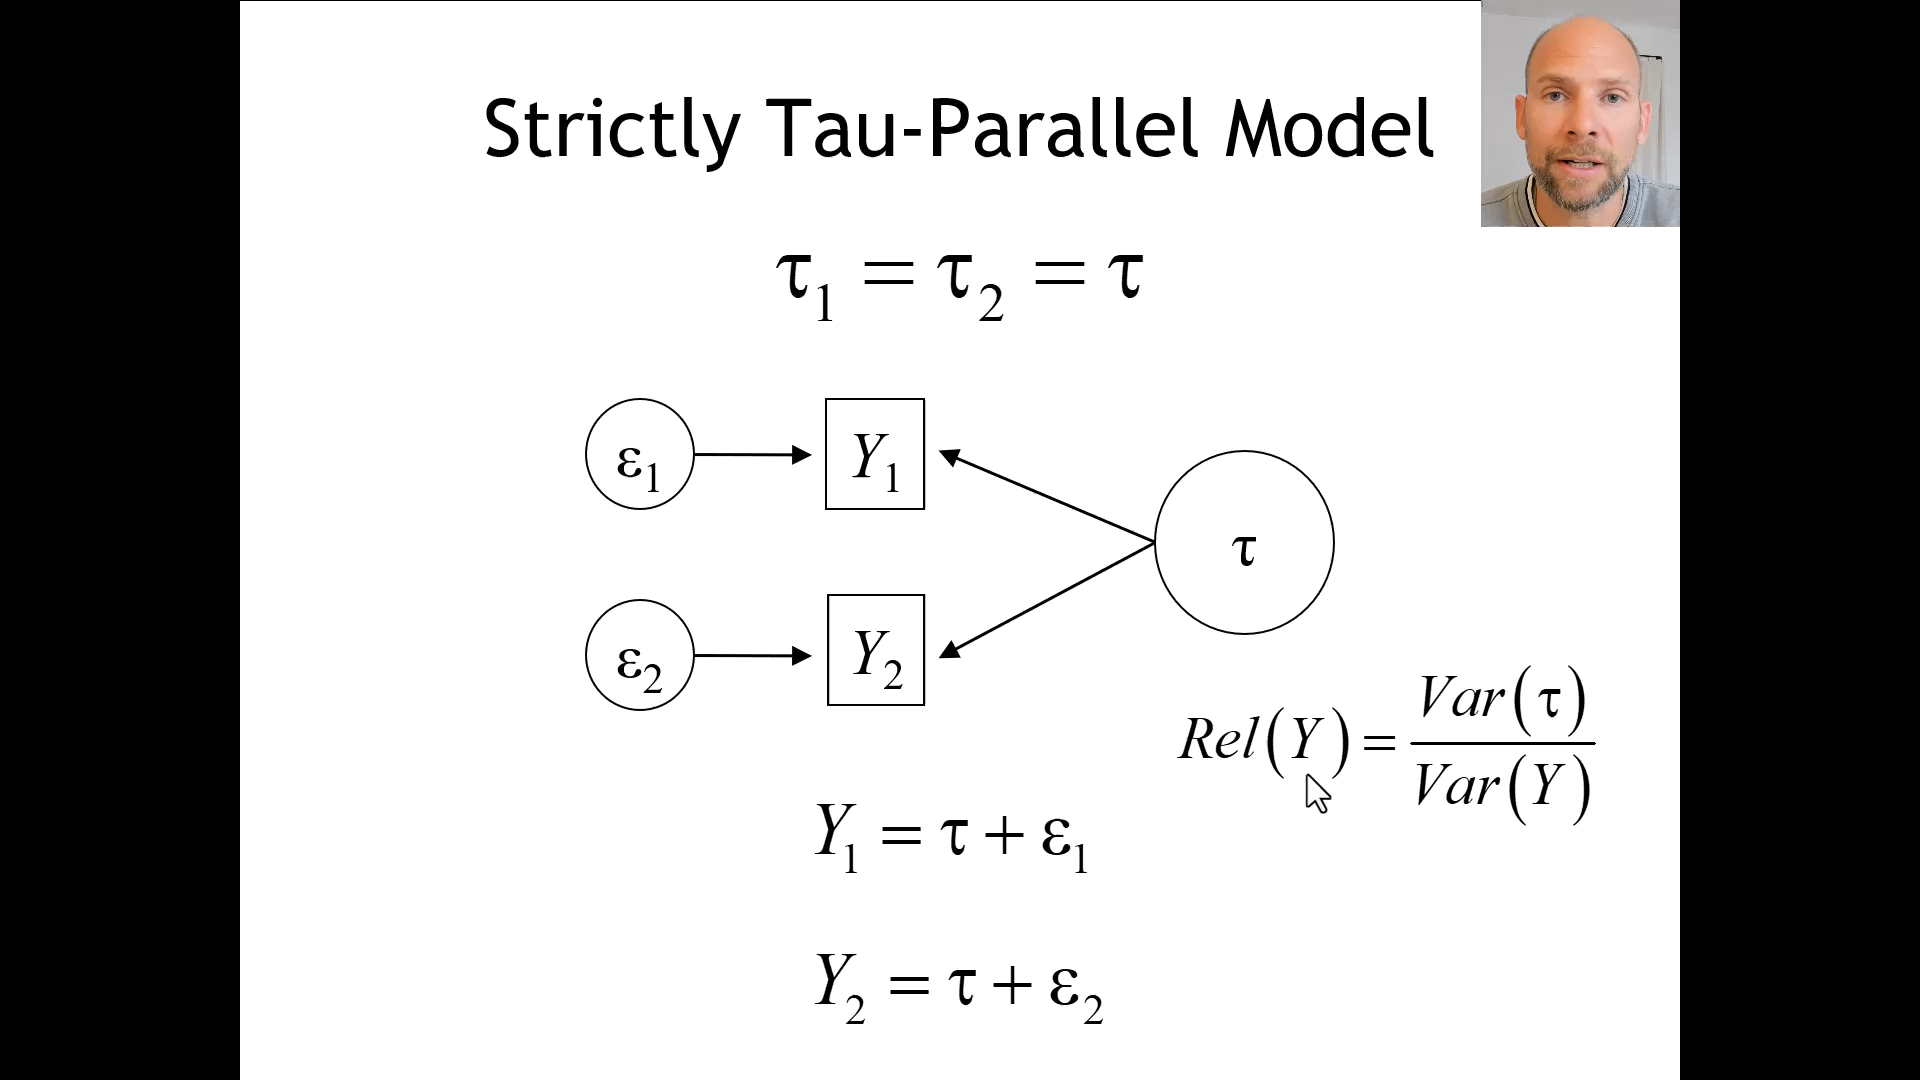 Strictly Tau-Parallel Model
τ₁ = τ₂ = τ
ε₁
Y₁
τ
ε₂
Y₂
Rel(Y) = Var(τ) / Var(Y)
Y₁ = τ + ε₁
Y₂ = τ + ε₂